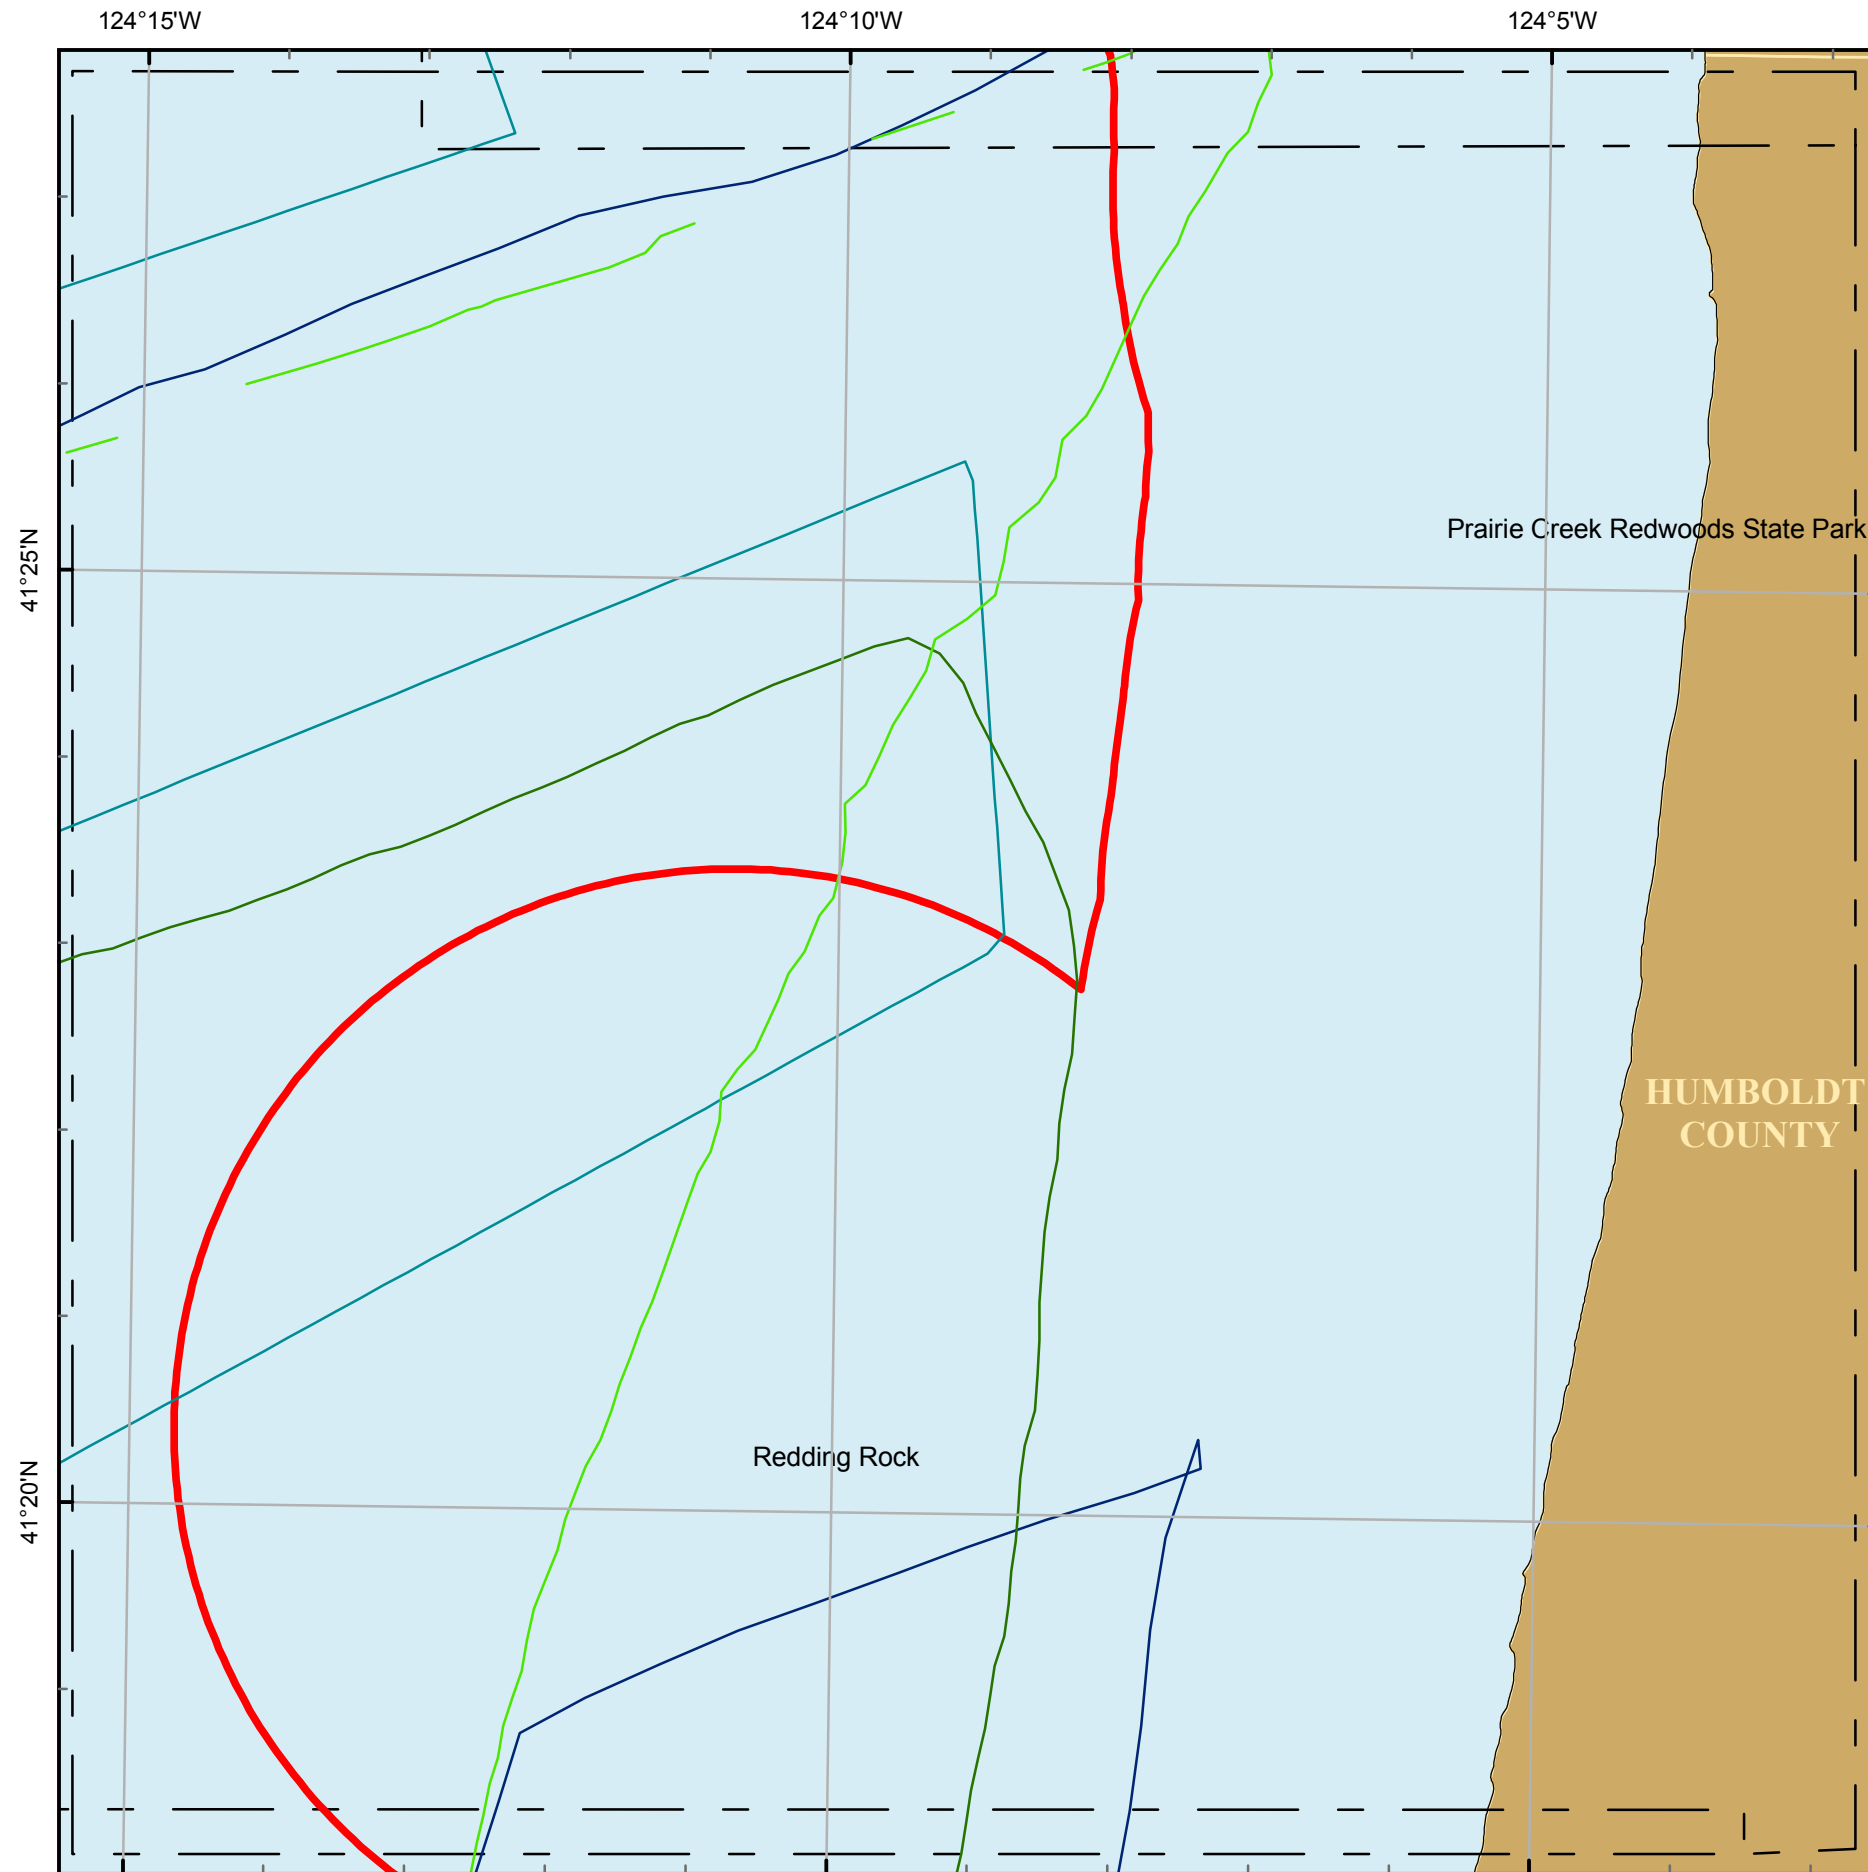 124°15'W
124°10'W
124°5'W
41°25'N
Prairie Creek Redwoods State Park
HUMBOLDT
COUNTY
Redding Rock
41°20'N